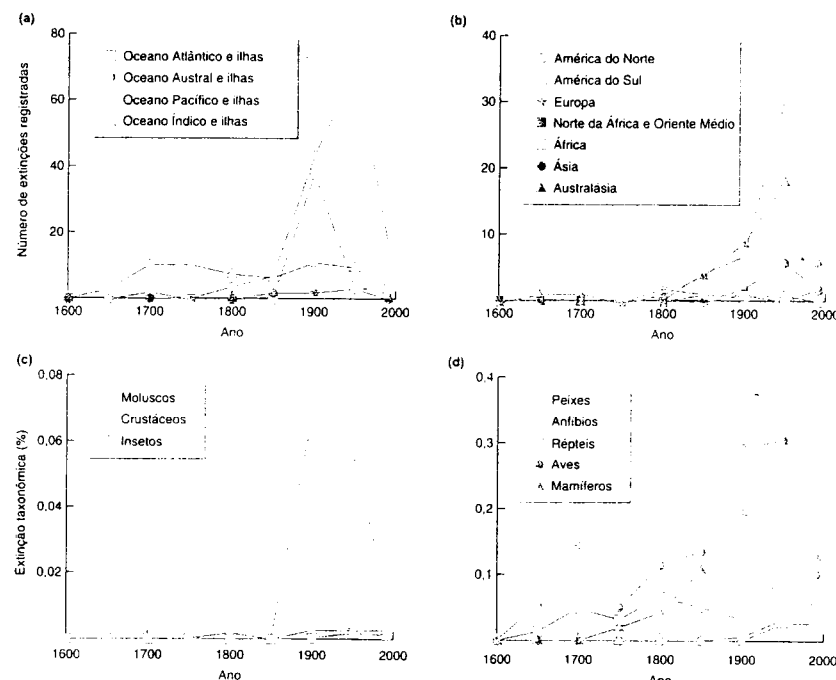 (a)
80
60
40
20
Número de extinções registradas
Oceano Atlântico e ilhas
Oceano Austral e ilhas
Oceano Pacífico e ilhas
Oceano Índico e ilhas
1600 1700 1800 1900 2000
Ano
(b)
40
30
20
10
0
América do Norte
América do Sul
Europa
Norte da África e Oriente Médio
África
Ásia
Australásia
1600 1700 1800 1900 2000
Ano
(c)
0,08
0,06
0,04
0,02
Extinção taxonômica (%)
Moluscos
Crustáceos
Insetos
1600 1700 1800 1900 2000
Ano
(d)
0,4
0,3
0,2
0,1
0
Peixes
Anfíbios
Répteis
Aves
Mamíferos
1600 1700 1800 1900 2000
Ano